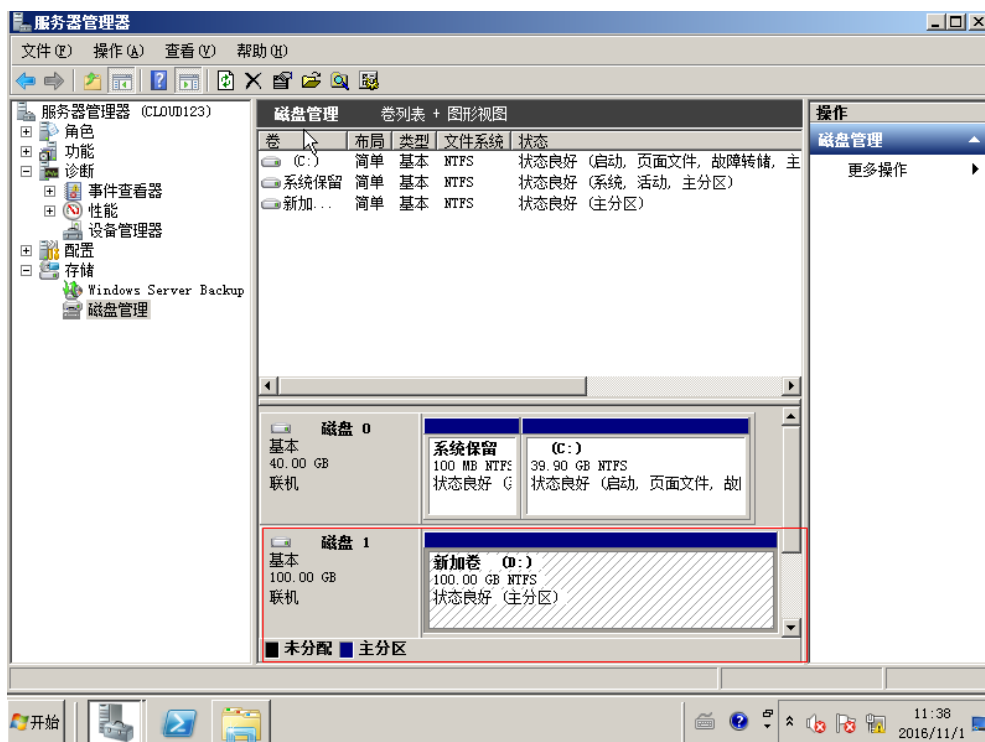 服务器管理器
文件(F) 操作(A) 查看(V) 帮助(H)
服务器管理器 (CLOUD123)
角色
功能
诊断
事件查看器
性能
设备管理器
配置
存储
Windows Server Backup
磁盘管理
磁盘管理 卷列表 + 图形视图
卷 布局 类型 文件系统 状态
(C:) 简单 基本 NTFS 状态良好 (启动, 页面文件, 故障转储, 主
系统保留 简单 基本 NTFS 状态良好 (系统, 活动, 主分区)
新加... 简单 基本 NTFS 状态良好 (主分区)
磁盘 0
基本
40.00 GB
联机
系统保留
100 MB NTFS
状态良好 (
(C:)
39.90 GB NTFS
状态良好 (启动, 页面文件, 故
磁盘 1
基本
100.00 GB
联机
新加卷 (D:)
100.00 GB NTFS
状态良好 (主分区)
未分配 主分区
操作
磁盘管理
更多操作
开始
11:38
2016/11/1